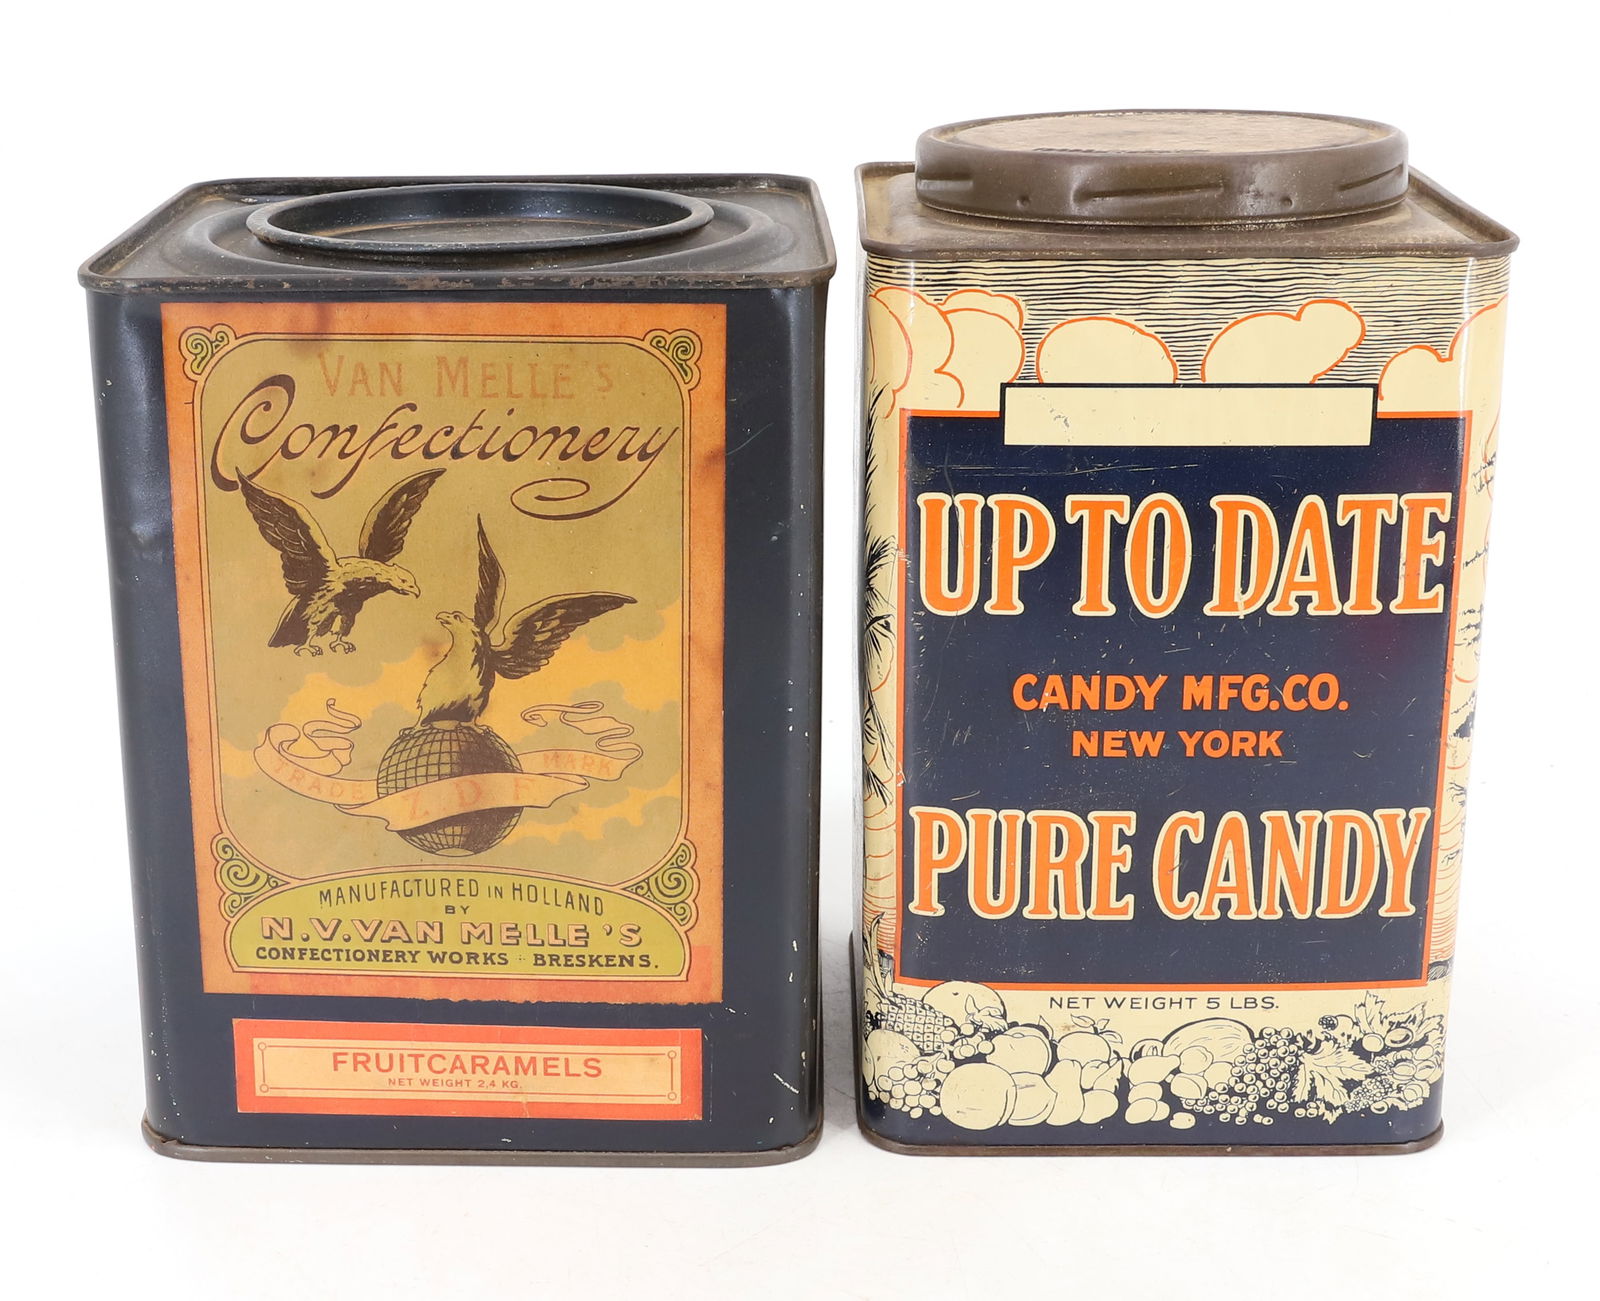 VAN MELLE'S
Confectionery
TRADE MARK
Z.D.F.
MANUFACTURED IN HOLLAND
BY
N.V. VAN MELLE'S
CONFECTIONERY WORKS BRESKENS.
FRUITCARAMELS
NET WEIGHT 2,4 KG.
UP TO DATE
CANDY MFG. CO.
NEW YORK
PURE CANDY
NET WEIGHT 5 LBS.